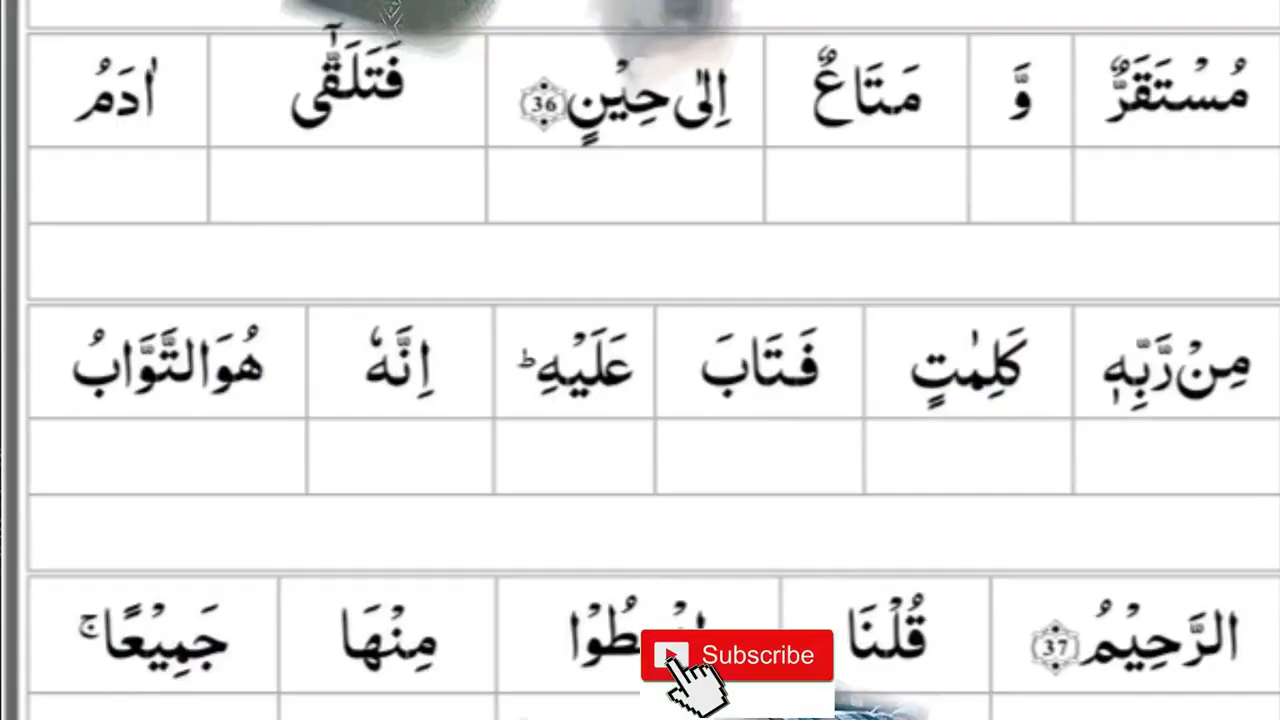 مُسْتَقَرٌّ وَّ مَتَاعٌ اِلٰى حِيْنٍ 36 فَتَلَقّٰۤى اٰدَمُ
مِنْ رَّبِّهٖ كَلِمٰتٍ فَتَابَ عَلَيْهِ ؕ اِنَّهٗ هُوَ التَّوَّابُ
الرَّحِيْمُ 37 قُلْنَا مِنْهَا جَمِيْعًا ۚ
Subscribe